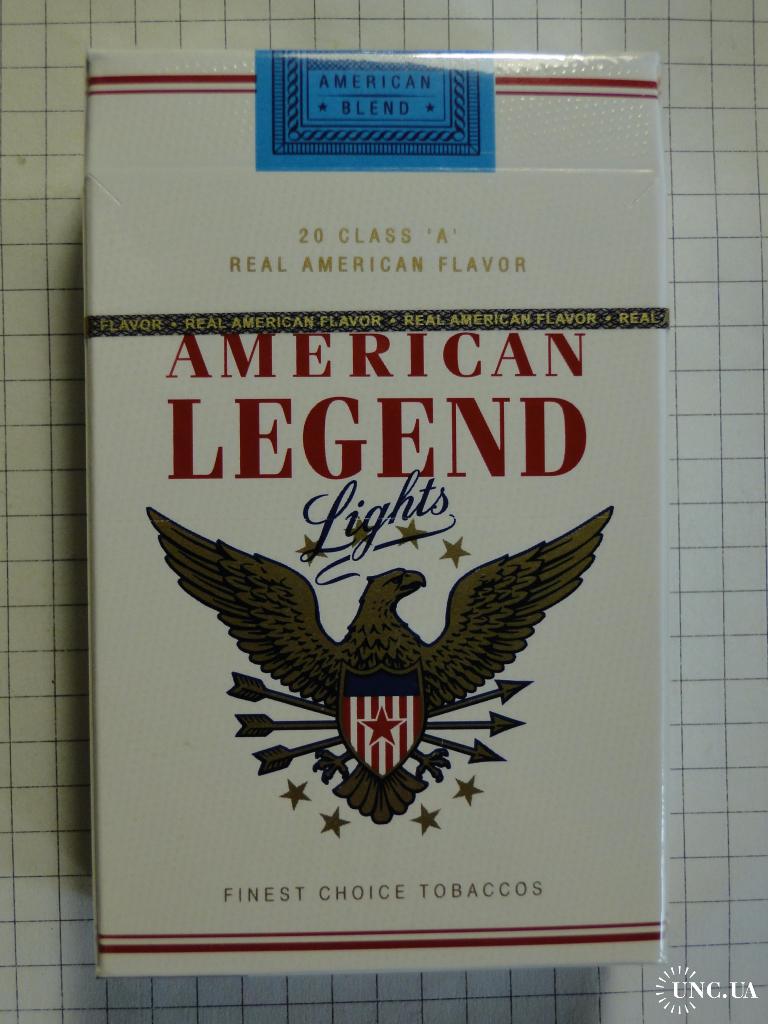 AMERICAN
★ BLEND ★
20 CLASS 'A'
REAL AMERICAN FLAVOR
FLAVOR • REAL AMERICAN FLAVOR • REAL AMERICAN FLAVOR • REAL
AMERICAN
LEGEND
Lights
FINEST CHOICE TOBACCOS
UNC.UA